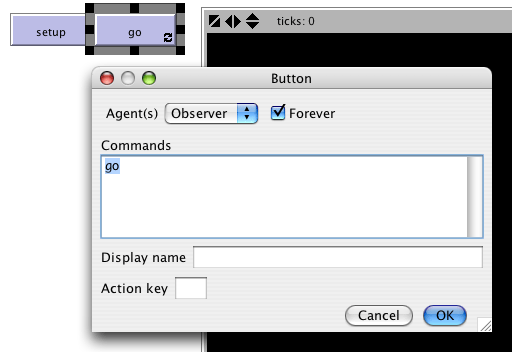 setup
go
ticks: 0
Button
Agent(s) Observer Forever
Commands
go
Display name
Action key
Cancel OK